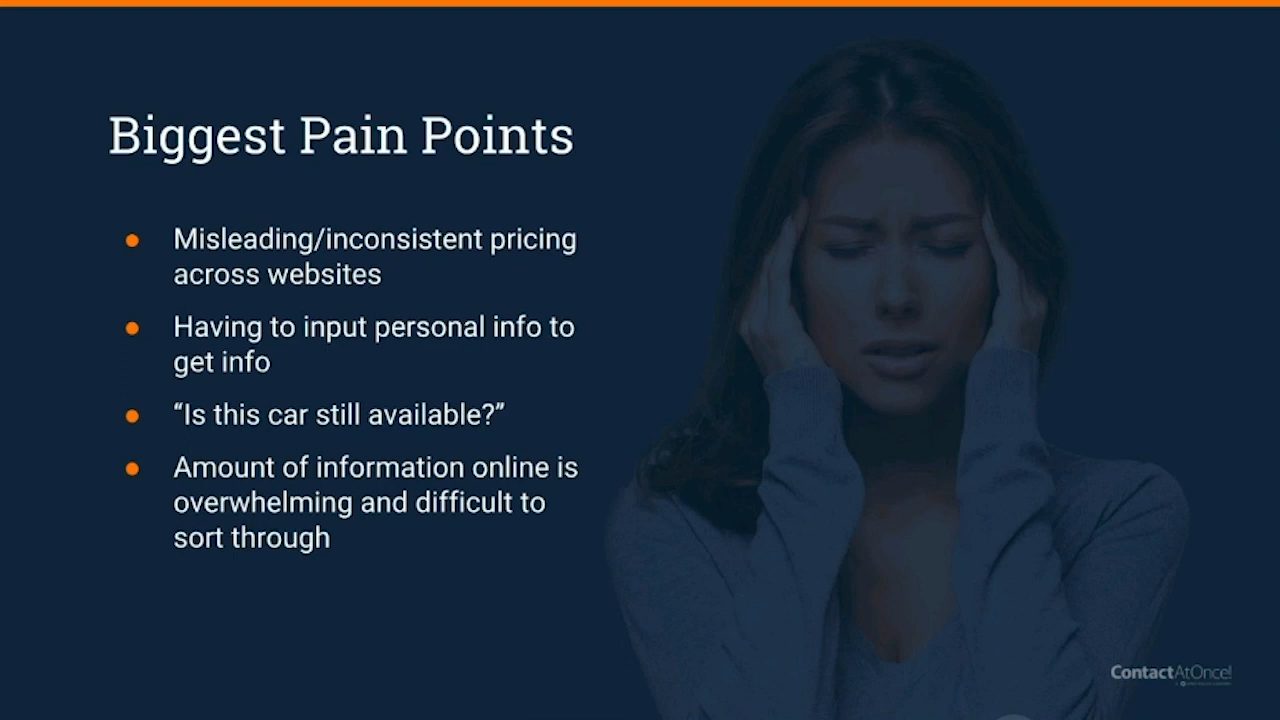 Biggest Pain Points
● Misleading/inconsistent pricing
across websites
● Having to input personal info to
get info
● “Is this car still available?”
● Amount of information online is
overwhelming and difficult to
sort through
ContactAtOnce!